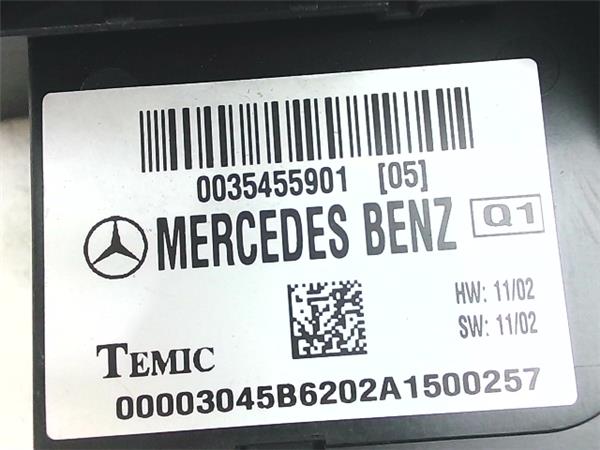 0035455901 [05]
MERCEDES BENZ Q1
HW: 11/02
SW: 11/02
TEMIC
00003045B6202A1500257